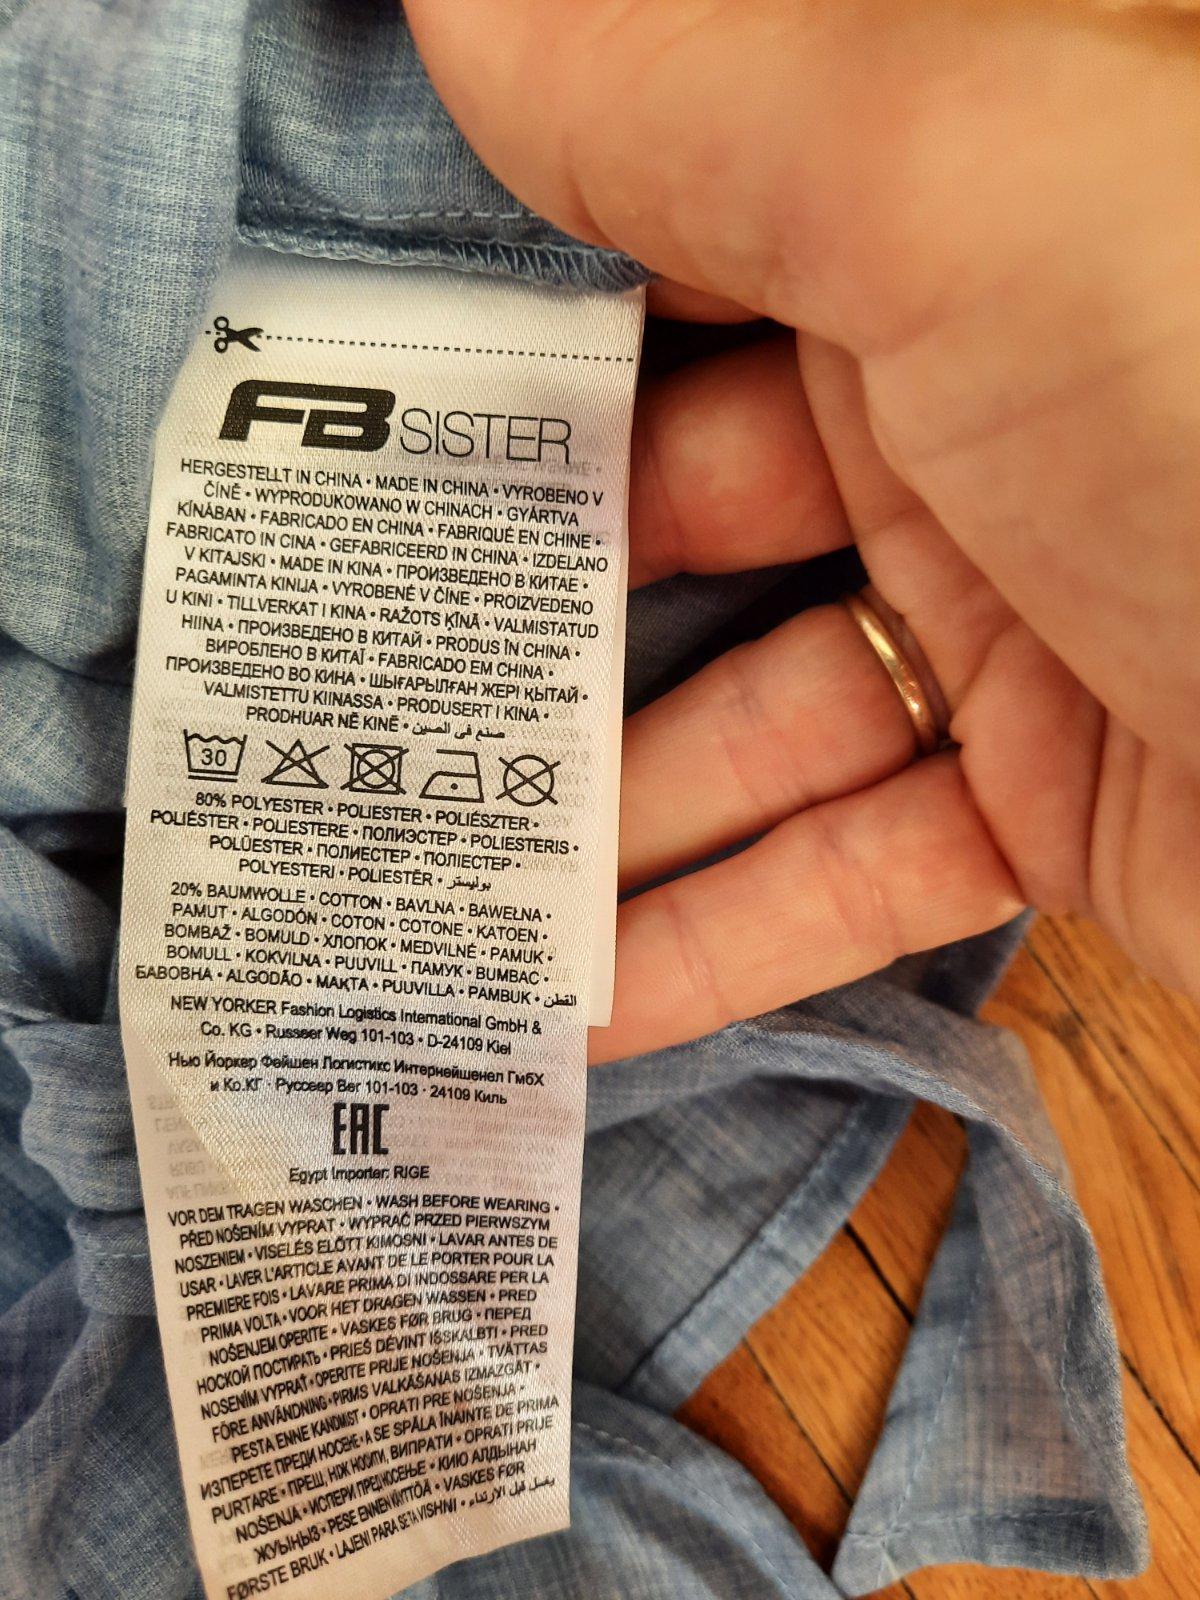 FB SISTER
HERGESTELLT IN CHINA • MADE IN CHINA • VYROBENO V
ČÍNĚ • WYPRODUKOWANO W CHINACH • GYÁRTVA
KÍNÁBAN • FABRICADO EN CHINA • FABRIQUÉ EN CHINE •
FABRICATO IN CINA • GEFABRICEERD IN CHINA • IZDELANO
V KITAJSKI • MADE IN KINA • ПРОИЗВЕДЕНО В КИТАЕ •
PAGAMINTA KINIJA • VYROBENÉ V ČÍNE • PROIZVEDENO
U KINI • TILLVERKAT I KINA • RAŽOTS ĶĪNĀ • VALMISTATUD
HIINA • ПРОИЗВЕДЕНО В КИТАЙ • PRODUS ÎN CHINA •
ВИРОБЛЕНО В КИТАЇ • FABRICADO EM CHINA •
ПРОИЗВЕДЕНО ВО КИНА • ШЫҒАРЫЛҒАН ЖЕРІ ҚЫТАЙ •
VALMISTETTU KIINASSA • PRODUSERT I KINA •
PRODHUAR NË KINË • صنع في الصين
30
80% POLYESTER • POLIESTER • POLIÉSZTER •
POLIÉSTER • POLIESTERE • ПОЛИЭСТЕР • POLIESTERIS •
POLÜESTER • ПОЛИЕСТЕР • ПОЛІЕСТЕР •
POLYESTERI • POLIESTËR • بوليستر
20% BAUMWOLLE • COTTON • BAVLNA • BAWEŁNA •
PAMUT • ALGODÓN • COTON • COTONE • KATOEN •
BOMBAŽ • BOMULD • ХЛОПОК • MEDVILNĖ • PAMUK •
BOMULL • KOKVILNA • PUUVILL • ПАМУК • BUMBAC •
БАВОВНА • ALGODÃO • МАКТА • PUUVILLA • PAMBUK • القطن
NEW YORKER Fashion Logistics International GmbH &
Co. KG • Russeer Weg 101-103 • D-24109 Kiel
Нью Йоркер Фейшен Логистикс Интернейшенел ГмбХ
и Ко.КГ · Руссеер Вег 101-103 · 24109 Киль
EAC
Egypt Importer: RIGE
VOR DEM TRAGEN WASCHEN • WASH BEFORE WEARING •
PŘED NOŠENÍM VYPRAT • WYPRAĆ PRZED PIERWSZYM
NOSZENIEM • VISELÉS ELŐTT KIMOSNI • LAVAR ANTES DE
USAR • LAVER L'ARTICLE AVANT DE LE PORTER POUR LA
PREMIERE FOIS • LAVARE PRIMA DI INDOSSARE PER LA
PRIMA VOLTA • VOOR HET DRAGEN WASSEN • PRED
NOŠENJEM OPERITE • VASKES FØR BRUG • ПЕРЕД
НОСКОЙ ПОСТИРАТЬ • PRIEŠ DĖVINT IŠSKALBTI • PRED
NOSENÍM VYPRAŤ • OPERITE PRIJE NOŠENJA • TVÄTTAS
FÖRE ANVÄNDNING • PIRMS VALKĀŠANAS IZMAZGĀT •
PESTA ENNE KANDMIST • OPRATI PRE NOŠENJA •
ИЗПЕРЕТЕ ПРЕДИ НОСЕНЕ • A SE SPĂLA ÎNAINTE DE PRIMA
PURTARE • ПРЕШ, НІЖ НОСИТИ, ВИПРАТИ • OPRATI PRIJE
NOŠENJA • ИСПЕРИ ПРЕД НОСЕЊЕ • КИЮ АЛДЫНАН
ЖУЫҢЫЗ • PESE ENNEN KÄYTTÖÄ • VASKES FØR
FØRSTE BRUK • LAJENI PARA SE TA VISHNI • يغسل قبل الارتداء